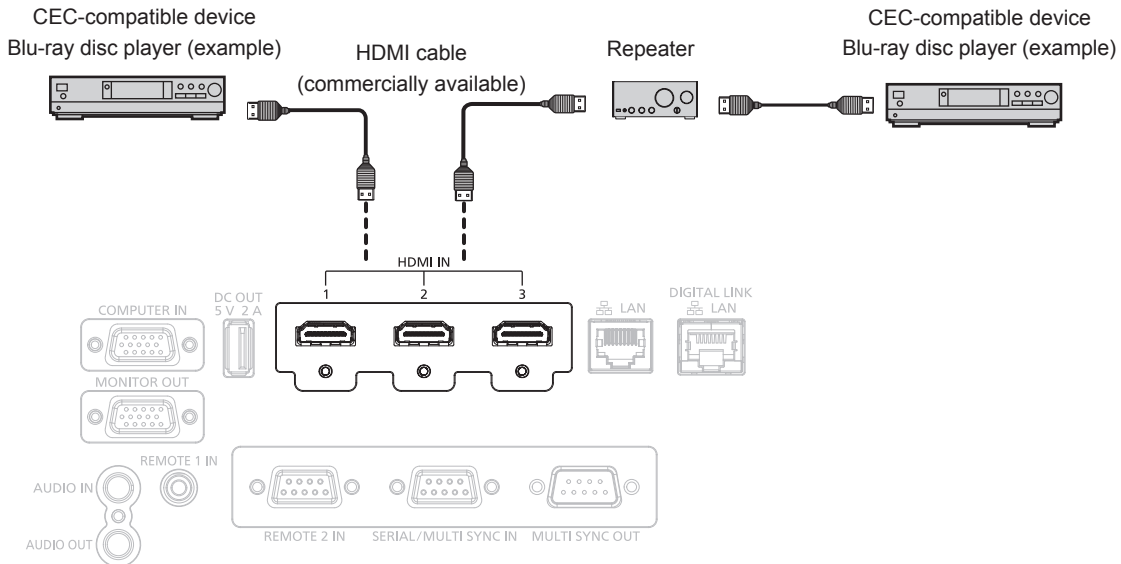 CEC-compatible device
Blu-ray disc player (example)
HDMI cable
(commercially available)
Repeater
CEC-compatible device
Blu-ray disc player (example)
HDMI IN
1 2 3
COMPUTER IN
DC OUT
5 V 2 A
LAN
DIGITAL LINK
LAN
MONITOR OUT
REMOTE 1 IN
AUDIO IN
AUDIO OUT
REMOTE 2 IN
SERIAL/MULTI SYNC IN
MULTI SYNC OUT